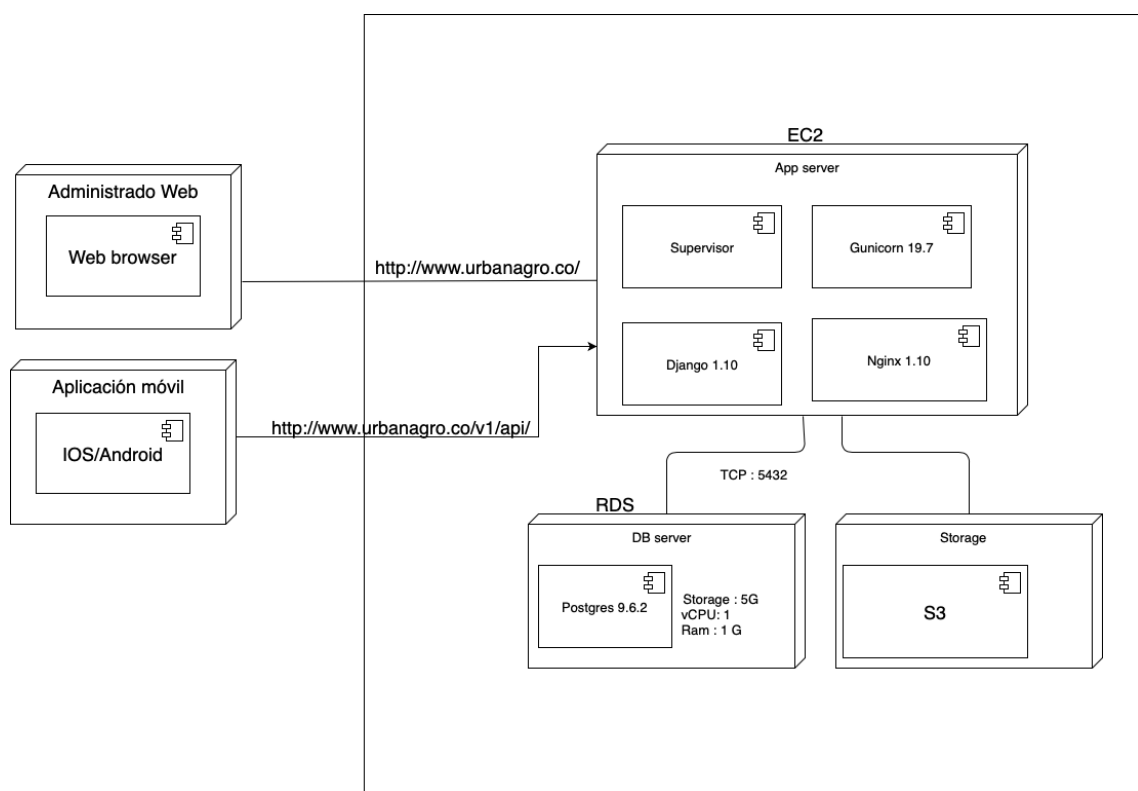 EC2
App server
Administrado Web
Web browser
Supervisor
Gunicorn 19.7
http://www.urbanagro.co/
Django 1.10
Nginx 1.10
Aplicación móvil
IOS/Android
http://www.urbanagro.co/v1/api/
TCP : 5432
RDS
DB server
Postgres 9.6.2
Storage : 5G
vCPU: 1
Ram : 1 G
Storage
S3